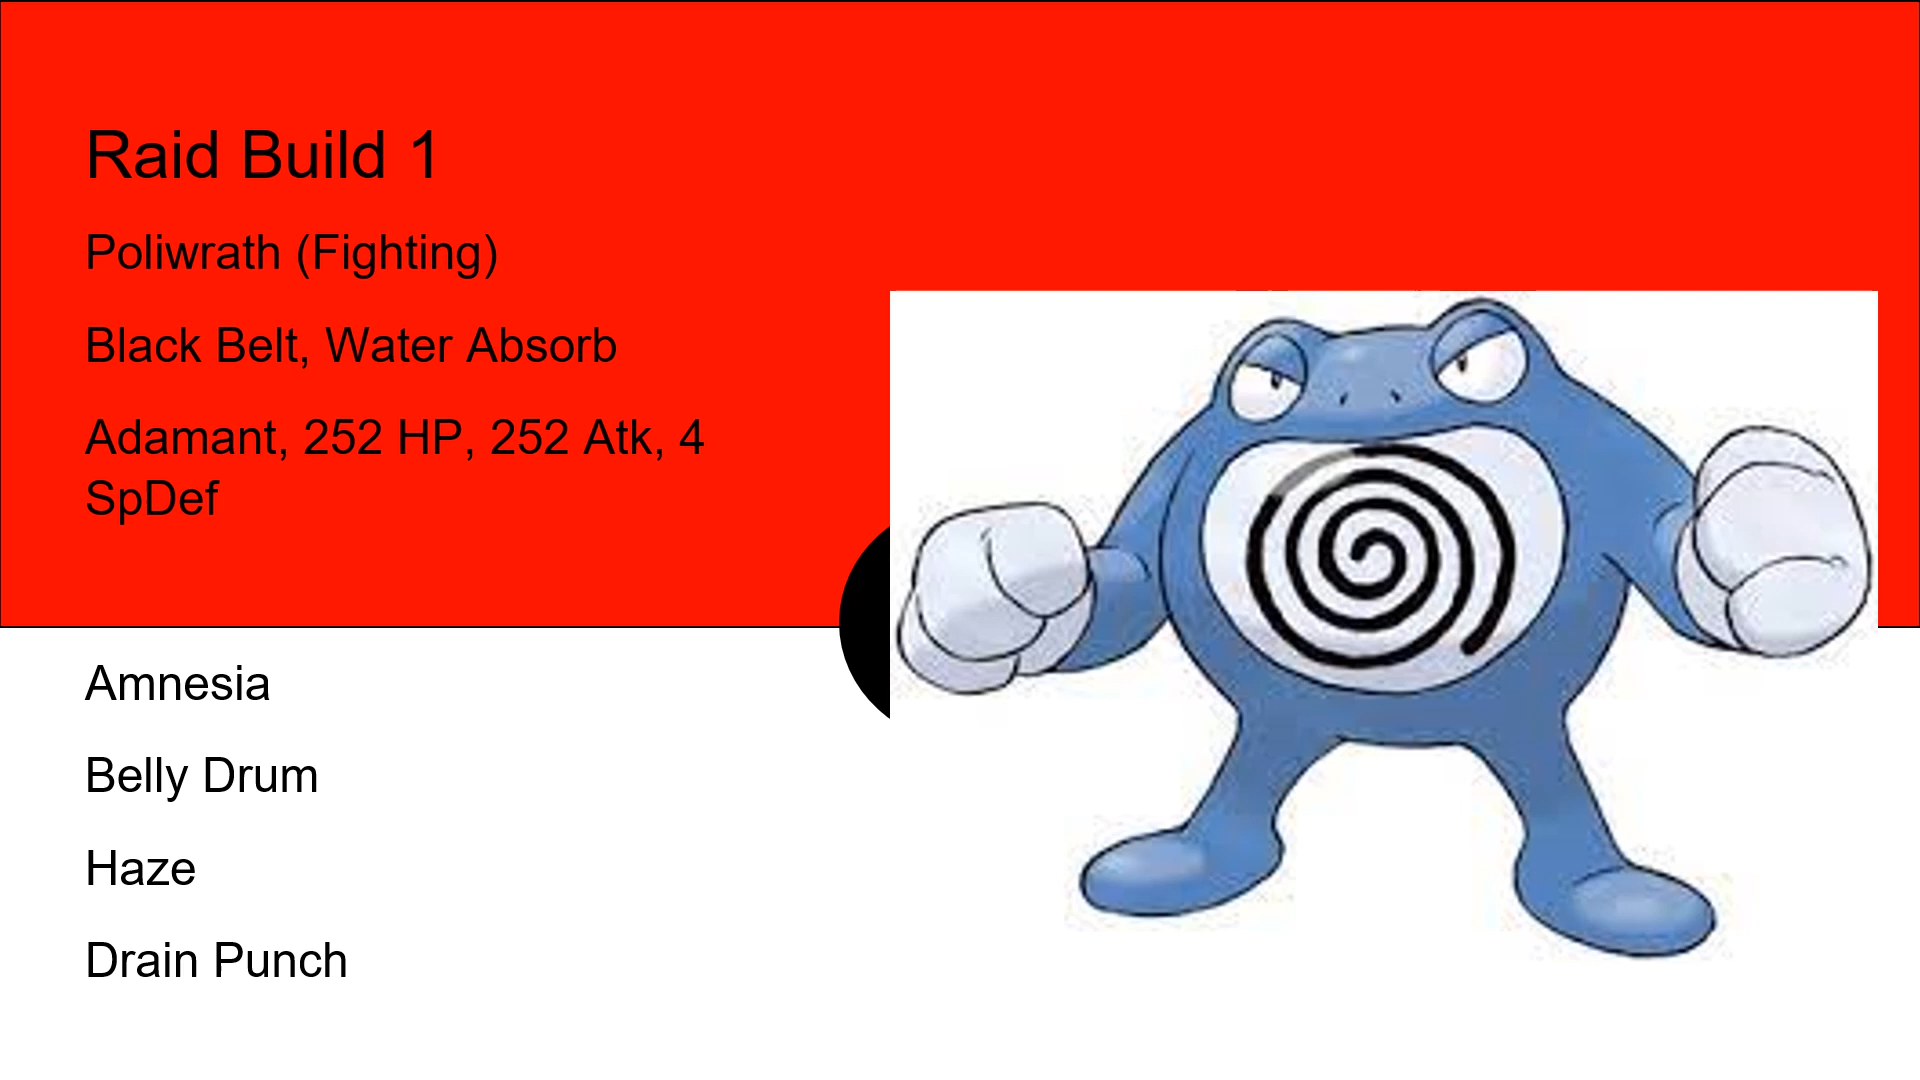 Raid Build 1
Poliwrath (Fighting)
Black Belt, Water Absorb
Adamant, 252 HP, 252 Atk, 4
SpDef
Amnesia
Belly Drum
Haze
Drain Punch